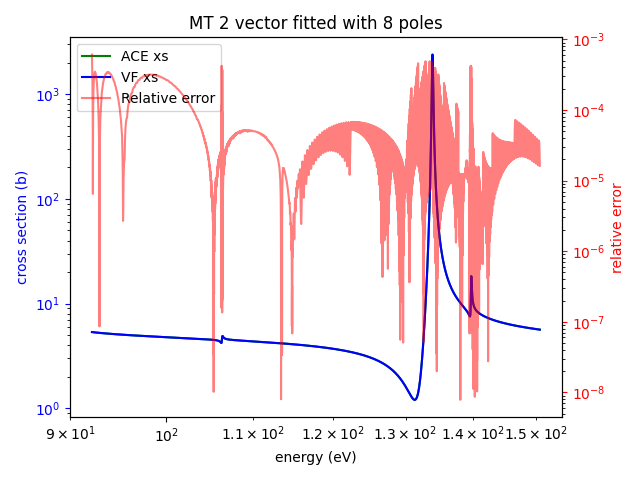 MT 2 vector fitted with 8 poles
ACE xs
VF xs
Relative error
cross section (b)
10³
10²
10¹
10⁰
relative error
10⁻³
10⁻⁴
10⁻⁵
10⁻⁶
10⁻⁷
10⁻⁸
9 × 10¹ 10² 1.1 × 10² 1.2 × 10² 1.3 × 10² 1.4 × 10² 1.5 × 10²
energy (eV)